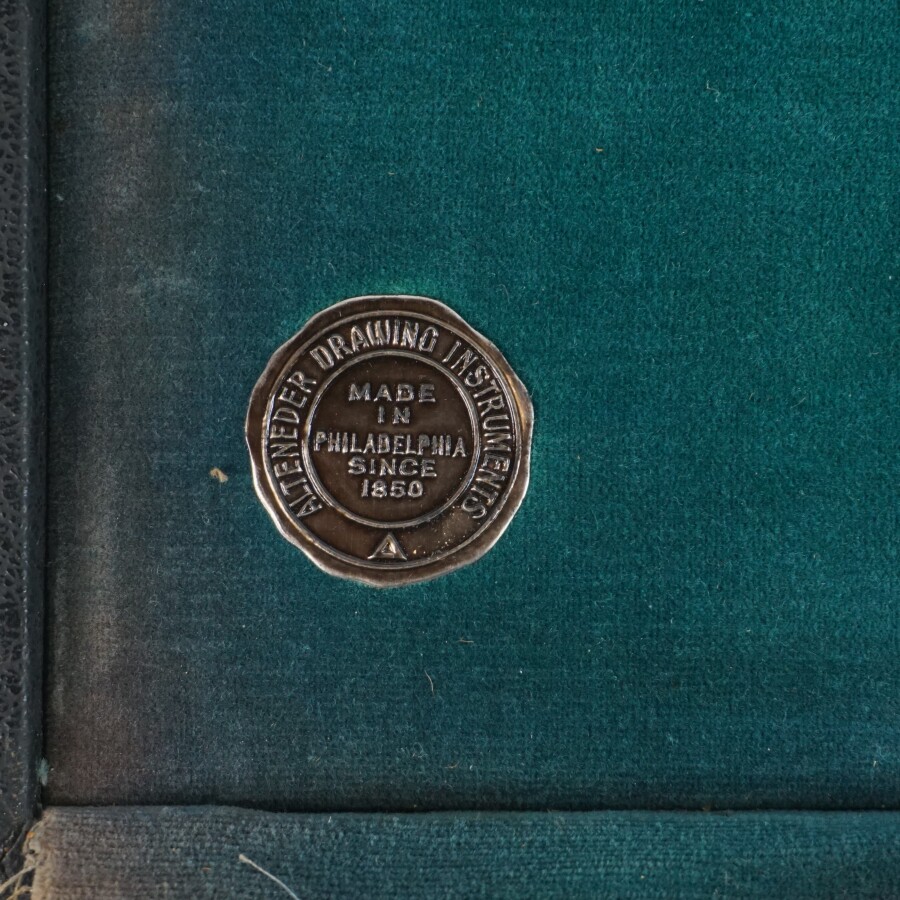 ALTENEDER DRAWING INSTRUMENTS
MADE
IN
PHILADELPHIA
SINCE
1850